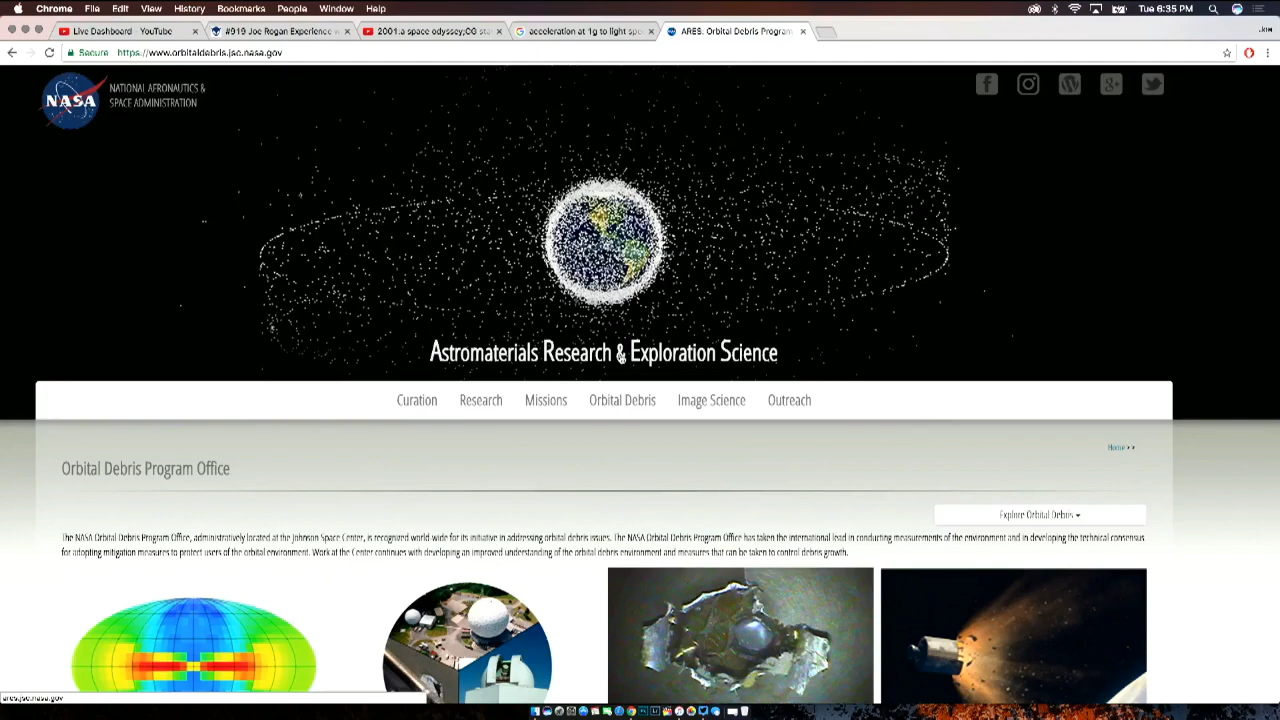 Chrome File Edit View History Bookmarks People Window Help
Tue 6:35 PM
Live Dashboard - YouTube
#919 Joe Rogan Experience w
2001:a space odyssey;CG sta
acceleration at 1g to light spe
ARES: Orbital Debris Program
Secure https://www.orbitaldebris.jsc.nasa.gov
NASA
NATIONAL AERONAUTICS &
SPACE ADMINISTRATION
Astromaterials Research & Exploration Science
Curation Research Missions Orbital Debris Image Science Outreach
Home >>
Orbital Debris Program Office
Explore Orbital Debris
The NASA Orbital Debris Program Office, administratively located at the Johnson Space Center, is recognized world-wide for its initiative in addressing orbital debris issues. The NASA Orbital Debris Program Office has taken the international lead in conducting measurements of the environment and in developing the technical consensus
for adopting mitigation measures to protect users of the orbital environment. Work at the Center continues with developing an improved understanding of the orbital debris environment and measures that can be taken to control debris growth.
ares.jsc.nasa.gov